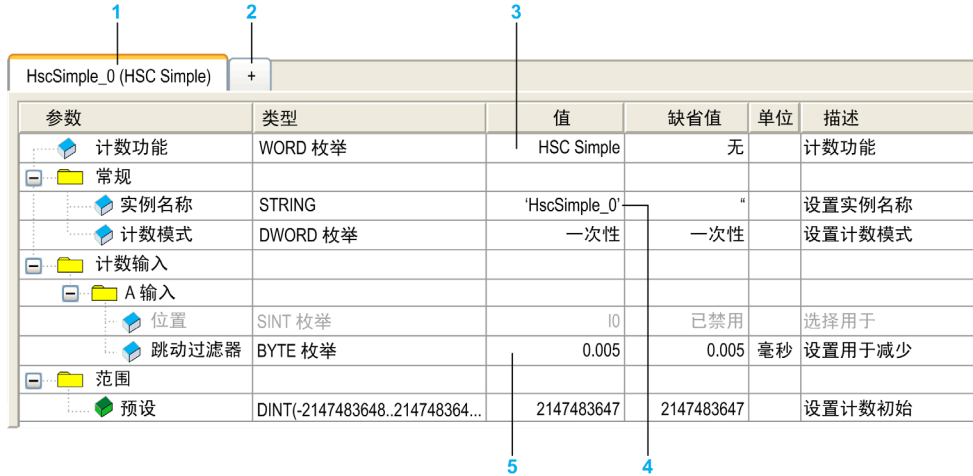 1 2 3
HscSimple_0 (HSC Simple) +
参数 类型 值 缺省值 单位 描述
计数功能 WORD 枚举 HSC Simple 无 计数功能
常规
实例名称 STRING ‘HscSimple_0’ “ 设置实例名称
计数模式 DWORD 枚举 一次性 一次性 设置计数模式
计数输入
A 输入
位置 SINT 枚举 I0 已禁用 选择用于
跳动过滤器 BYTE 枚举 0.005 0.005 毫秒 设置用于减少
范围
预设 DINT(-2147483648..214748364... 2147483647 2147483647 设置计数初始
5 4